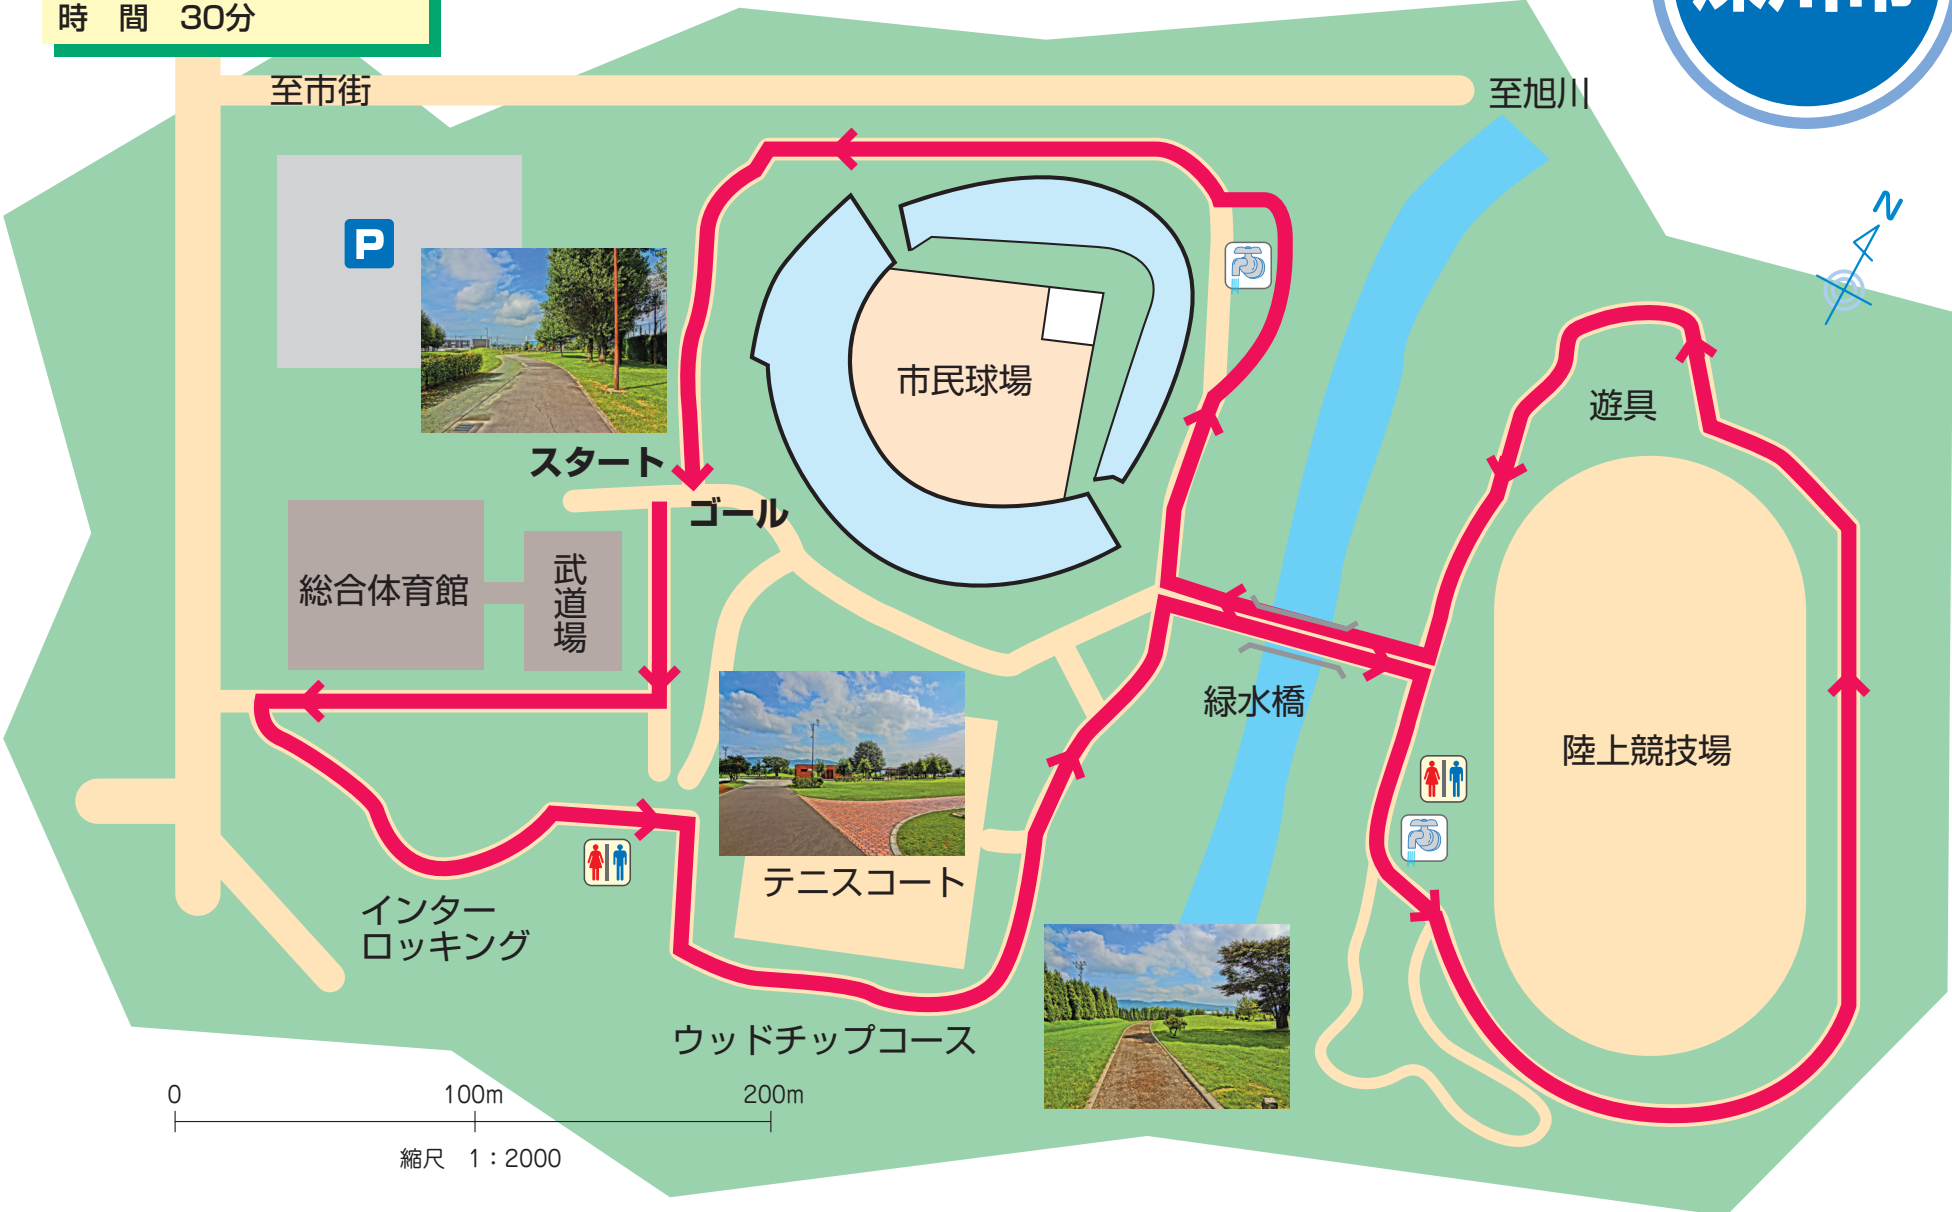 時 間 30分
至市街
至旭川
N
P
市民球場
遊具
スタート
ゴール
総合体育館
武道場
緑水橋
陸上競技場
テニスコート
インター
ロッキング
ウッドチップコース
0 100m 200m
縮尺 1：2000